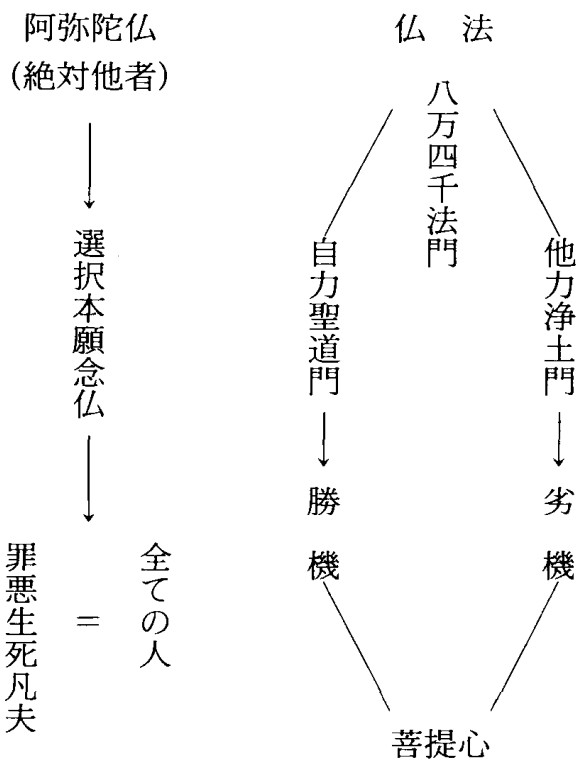 仏法
八万四千法門
他力浄土門
劣機
自力聖道門
勝機
菩提心
阿弥陀仏
(絶対他者)
選択本願念仏
全ての人
＝
罪悪生死凡夫